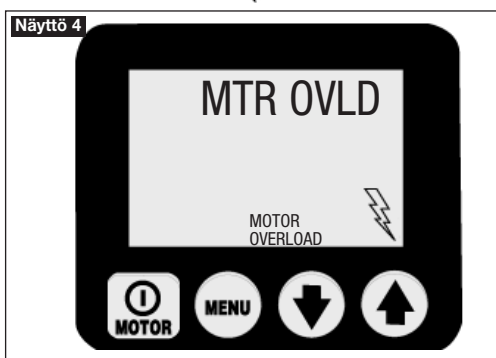 Näyttö 4
MTR OVLD
MOTOR
OVERLOAD
MOTOR
MENU